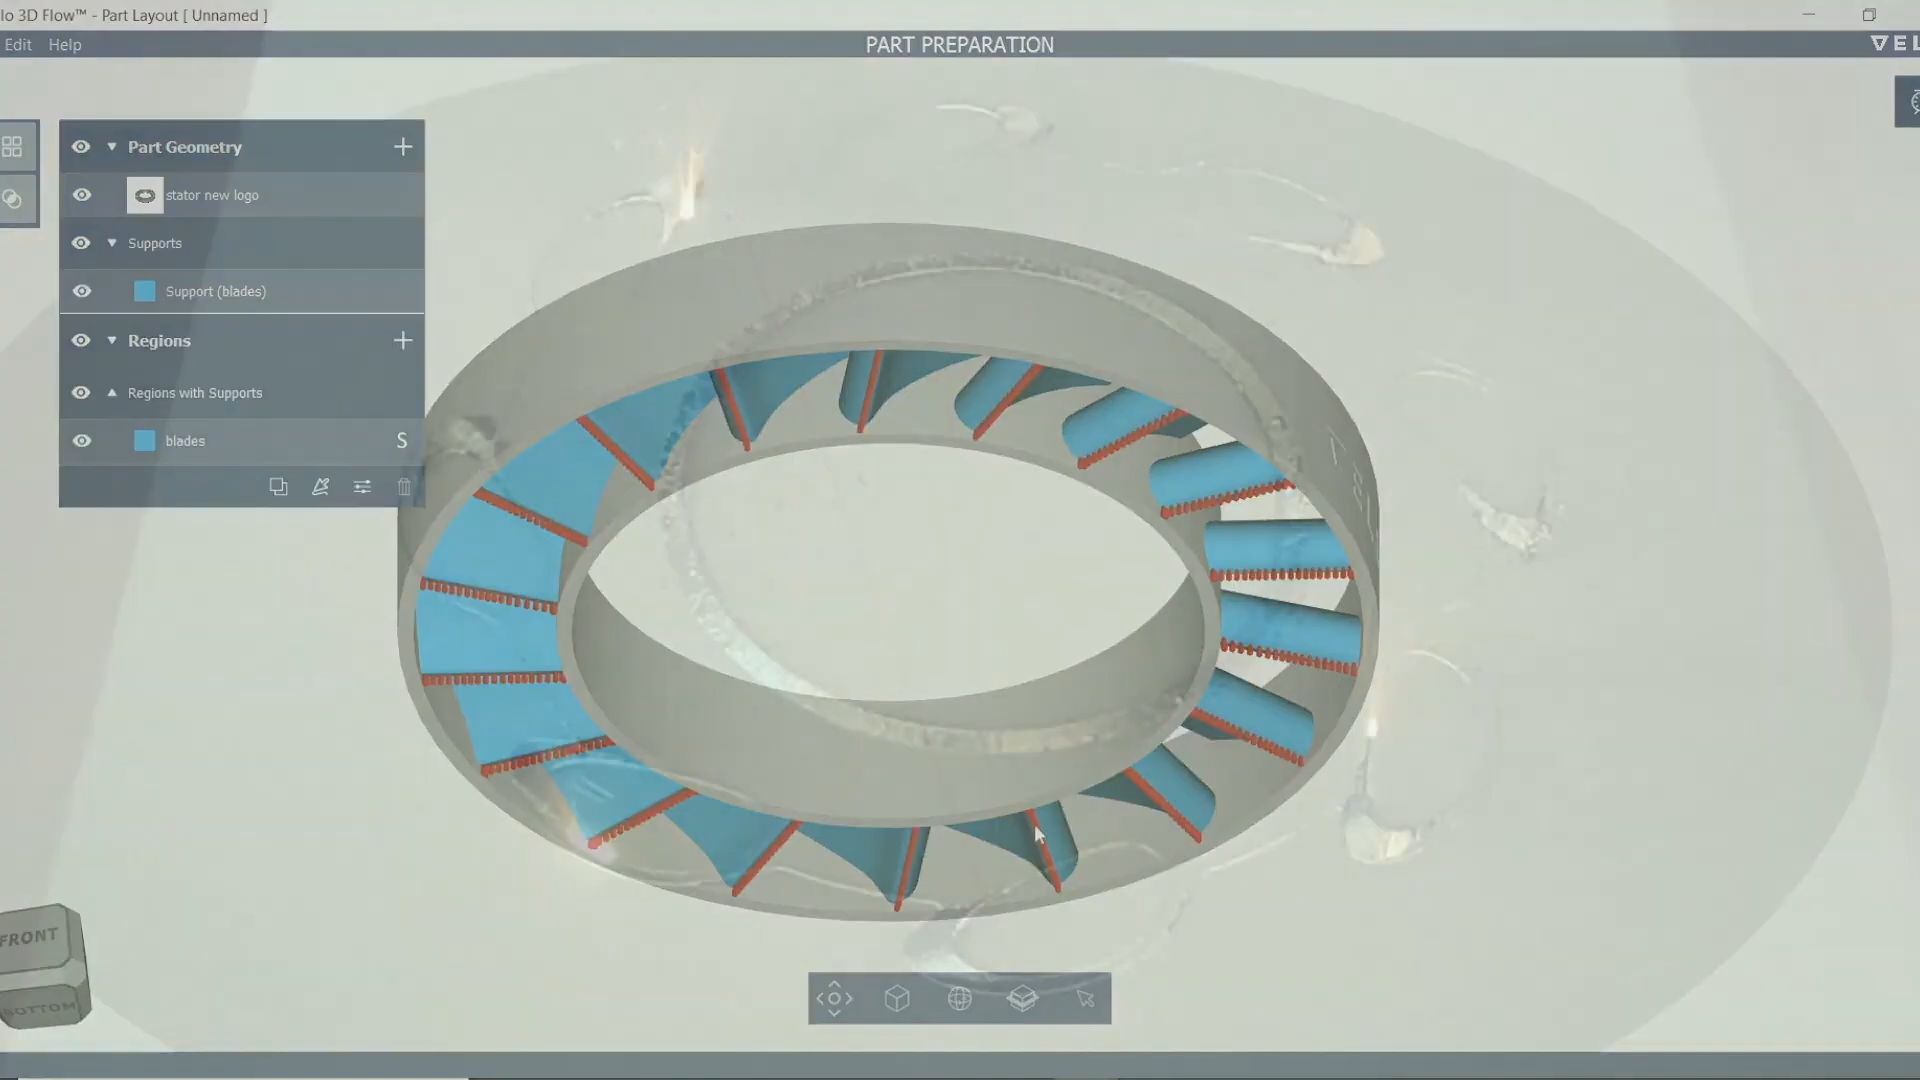 lo 3D Flow™ - Part Layout [ Unnamed ]
Edit Help
PART PREPARATION
VEL
Part Geometry
stator new logo
Supports
Support (blades)
Regions
Regions with Supports
blades S
FRONT
BOTTOM